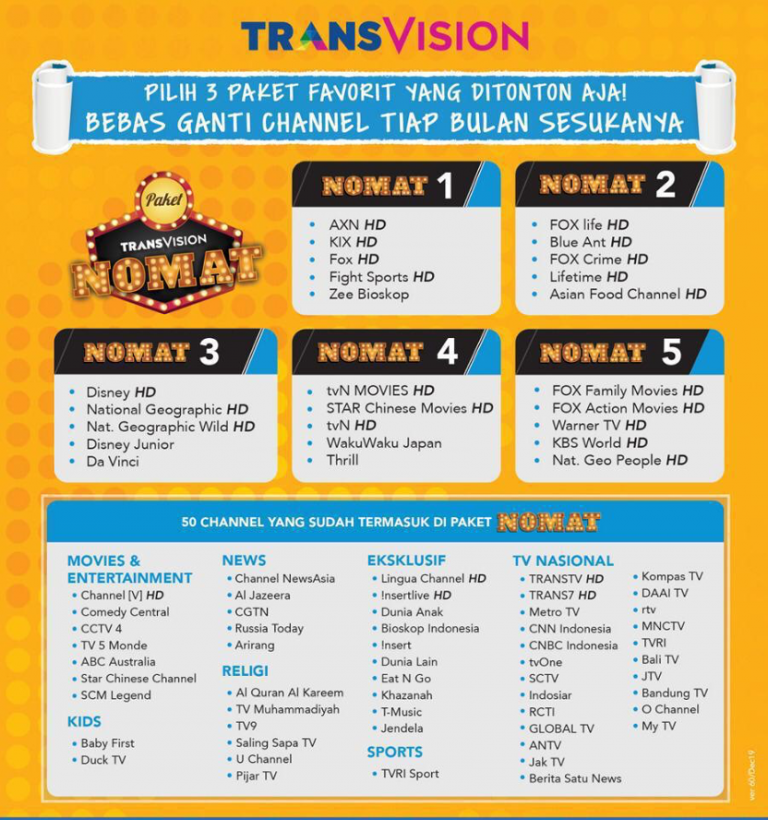 TRANSVISION
PILIH 3 PAKET FAVORIT YANG DITONTON AJA!
BEBAS GANTI CHANNEL TIAP BULAN SESUKANYA
Paket
TRANSVISION
NOMAT
NOMAT 1
• AXN HD
• KIX HD
• Fox HD
• Fight Sports HD
• Zee Bioskop
NOMAT 2
• FOX life HD
• Blue Ant HD
• FOX Crime HD
• Lifetime HD
• Asian Food Channel HD
NOMAT 3
• Disney HD
• National Geographic HD
• Nat. Geographic Wild HD
• Disney Junior
• Da Vinci
NOMAT 4
• tvN MOVIES HD
• STAR Chinese Movies HD
• tvN HD
• WakuWaku Japan
• Thrill
NOMAT 5
• FOX Family Movies HD
• FOX Action Movies HD
• Warner TV HD
• KBS World HD
• Nat. Geo People HD
50 CHANNEL YANG SUDAH TERMASUK DI PAKET NOMAT
MOVIES &
ENTERTAINMENT
• Channel [V] HD
• Comedy Central
• CCTV 4
• TV 5 Monde
• ABC Australia
• Star Chinese Channel
• SCM Legend
KIDS
• Baby First
• Duck TV
NEWS
• Channel NewsAsia
• Al Jazeera
• CGTN
• Russia Today
• Arirang
RELIGI
• Al Quran Al Kareem
• TV Muhammadiyah
• TV9
• Saling Sapa TV
• U Channel
• Pijar TV
EKSKLUSIF
• Lingua Channel HD
• !nsertlive HD
• Dunia Anak
• Bioskop Indonesia
• !nsert
• Dunia Lain
• Eat N Go
• Khazanah
• T-Music
• Jendela
SPORTS
• TVRI Sport
TV NASIONAL
• TRANSTV HD
• TRANS7 HD
• Metro TV
• CNN Indonesia
• CNBC Indonesia
• tvOne
• SCTV
• Indosiar
• RCTI
• GLOBAL TV
• ANTV
• Jak TV
• Berita Satu News
• Kompas TV
• DAAI TV
• rtv
• MNCTV
• TVRI
• Bali TV
• JTV
• Bandung TV
• O Channel
• My TV
ver. 60/Dec19